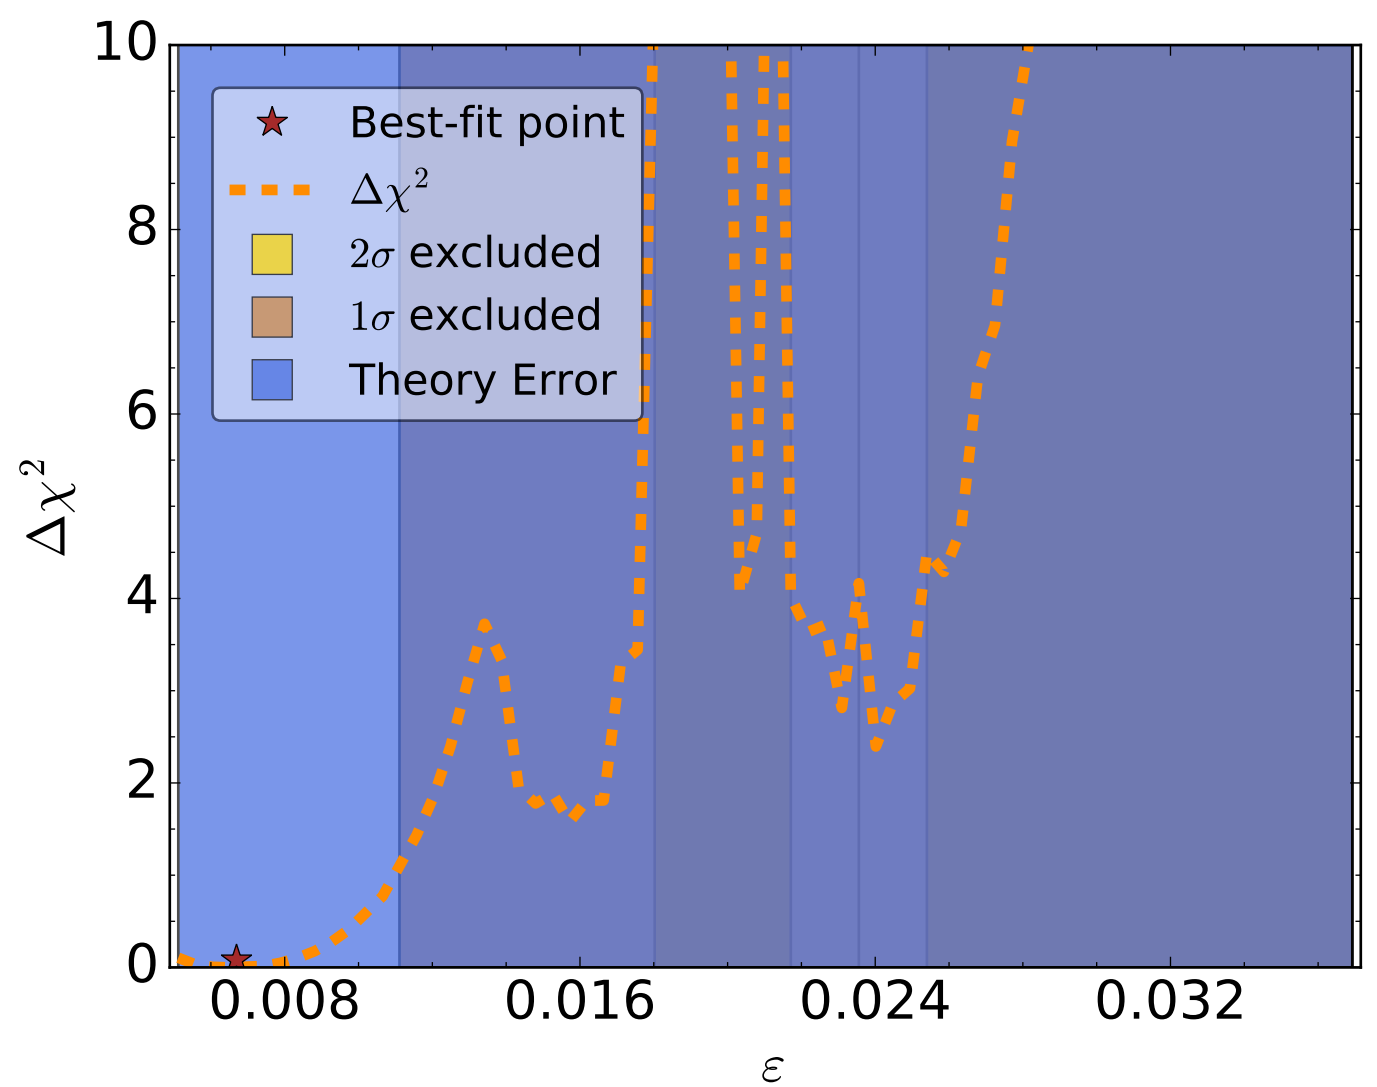 10
8
6
4
2
0
Δχ²
Best-fit point
Δχ²
2σ excluded
1σ excluded
Theory Error
0.008 0.016 0.024 0.032
ε